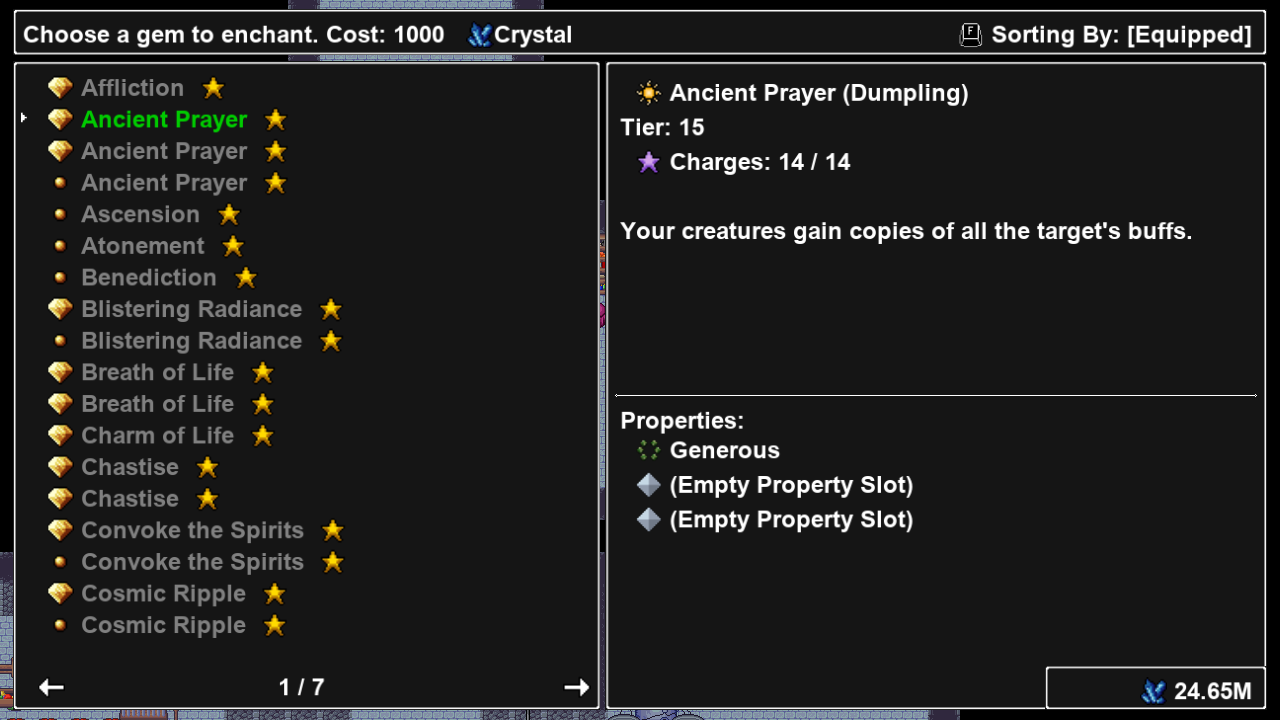 Choose a gem to enchant. Cost: 1000 Crystal
F Sorting By: [Equipped]
Affliction
Ancient Prayer
Ancient Prayer
Ancient Prayer
Ascension
Atonement
Benediction
Blistering Radiance
Blistering Radiance
Breath of Life
Breath of Life
Charm of Life
Chastise
Chastise
Convoke the Spirits
Convoke the Spirits
Cosmic Ripple
Cosmic Ripple
1 / 7
Ancient Prayer (Dumpling)
Tier: 15
Charges: 14 / 14
Your creatures gain copies of all the target's buffs.
Properties:
Generous
(Empty Property Slot)
(Empty Property Slot)
24.65M